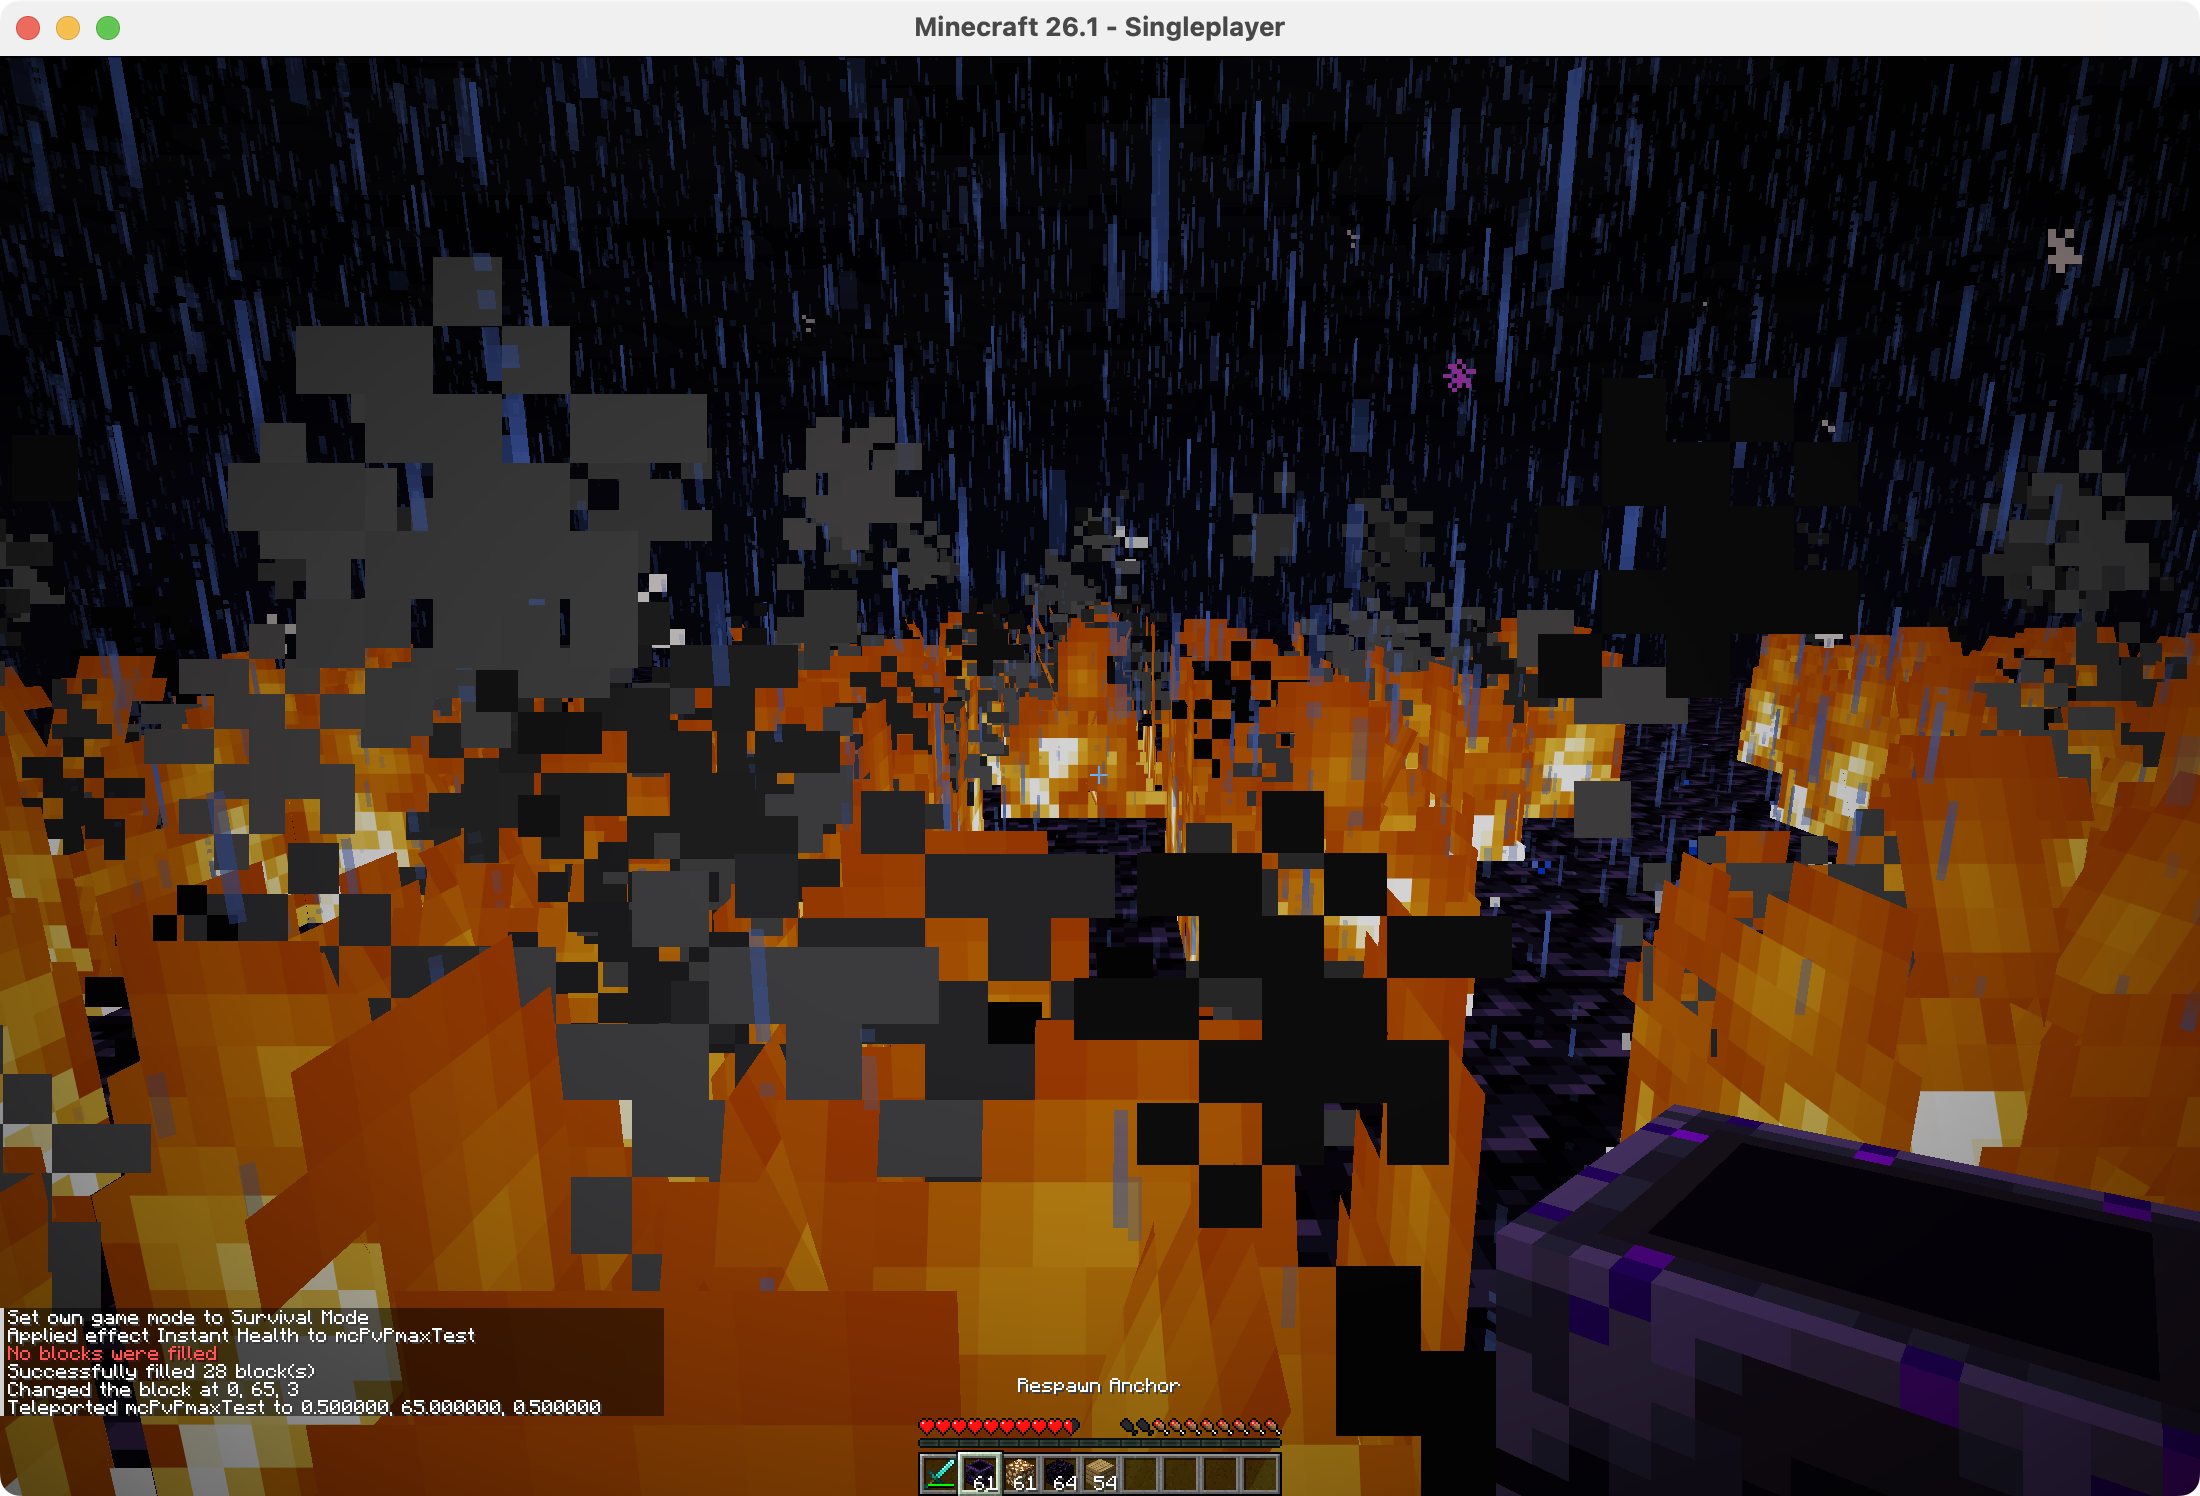 Minecraft 26.1 - Singleplayer
Set own game mode to Survival Mode
Applied effect Instant Health to mcPvPmaxTest
No blocks were filled
Successfully filled 28 block(s)
Changed the block at 0, 65, 3
Teleported mcPvPmaxTest to 0.500000, 65.000000, 0.500000
Respawn Anchor
61 61 64 54